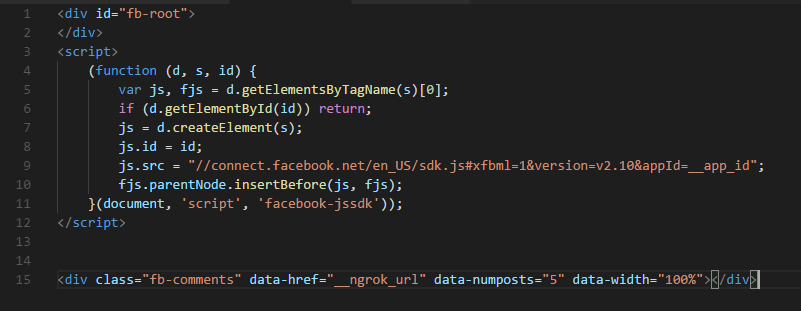 1 <div id="fb-root">
2 </div>
3 <script>
4     (function (d, s, id) {
5         var js, fjs = d.getElementsByTagName(s)[0];
6         if (d.getElementById(id)) return;
7         js = d.createElement(s);
8         js.id = id;
9         js.src = "//connect.facebook.net/en_US/sdk.js#xfbml=1&version=v2.10&appId=__app_id";
10         fjs.parentNode.insertBefore(js, fjs);
11     }(document, 'script', 'facebook-jssdk'));
12 </script>
13
14
15 <div class="fb-comments" data-href="__ngrok_url" data-numposts="5" data-width="100%"></div>